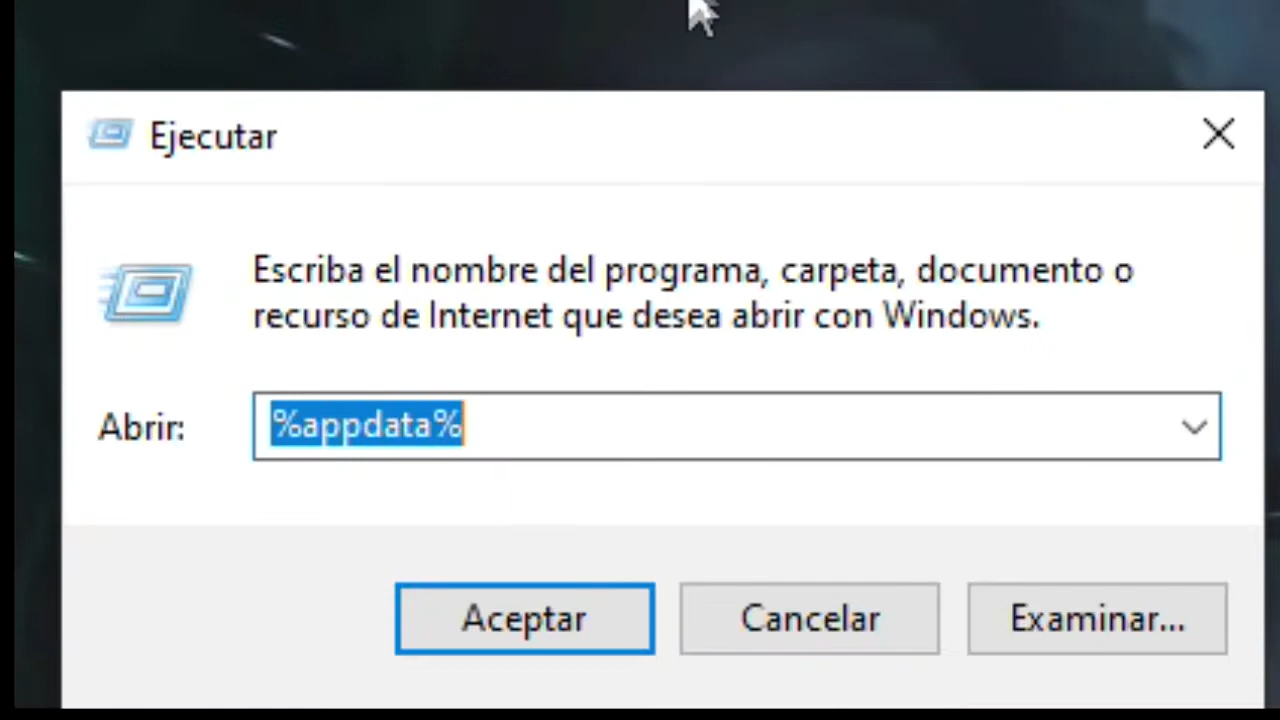 Ejecutar
Escriba el nombre del programa, carpeta, documento o
recurso de Internet que desea abrir con Windows.
Abrir: %appdata%
Aceptar Cancelar Examinar...